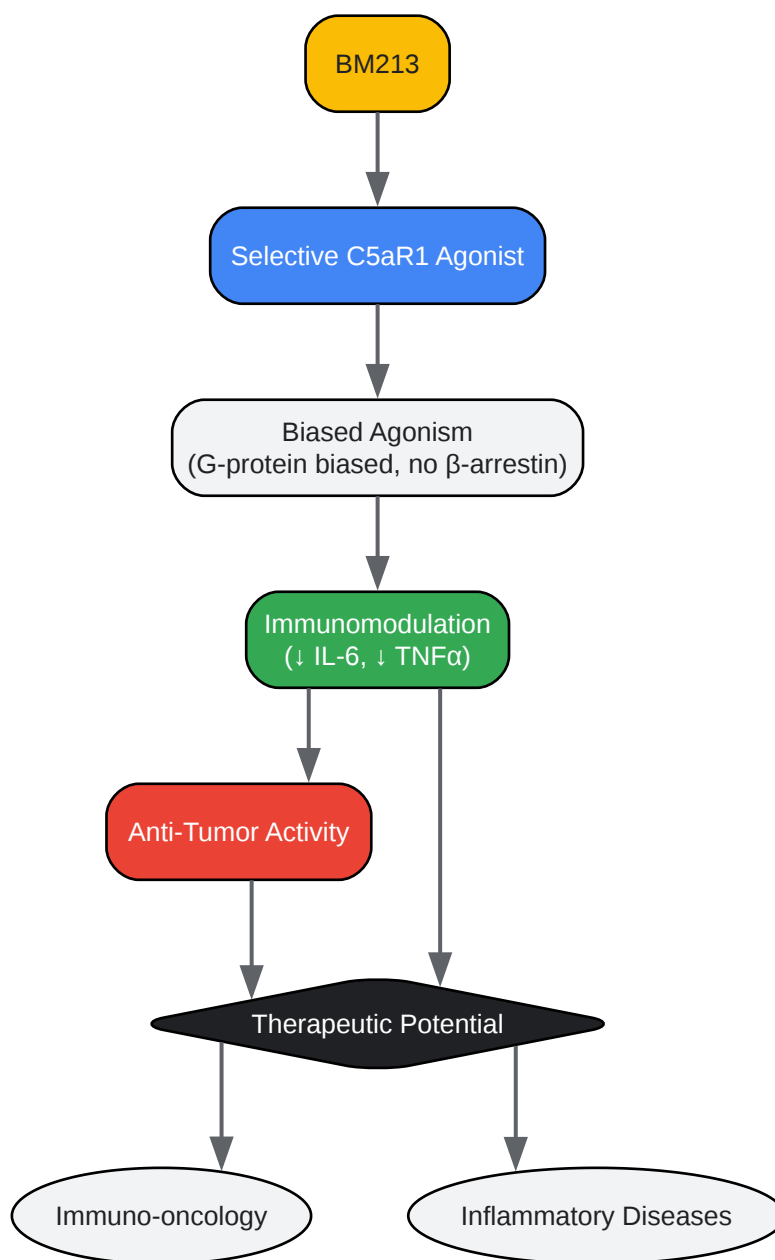 BM213
Selective C5aR1 Agonist
Biased Agonism
(G-protein biased, no β-arrestin)
Immunomodulation
(↓ IL-6, ↓ TNFα)
Anti-Tumor Activity
Therapeutic Potential
Immuno-oncology
Inflammatory Diseases